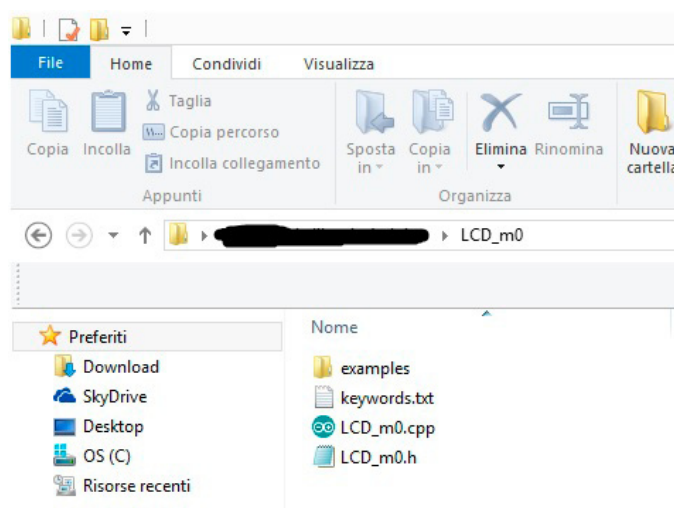 File Home Condividi Visualizza
Taglia
Copia percorso
Incolla collegamento
Copia Incolla
Sposta in
Copia in
Elimina Rinomina
Nuova cartella
Appunti Organizza
LCD_m0
Preferiti
Download
SkyDrive
Desktop
OS (C)
Risorse recenti
Nome
examples
keywords.txt
LCD_m0.cpp
LCD_m0.h